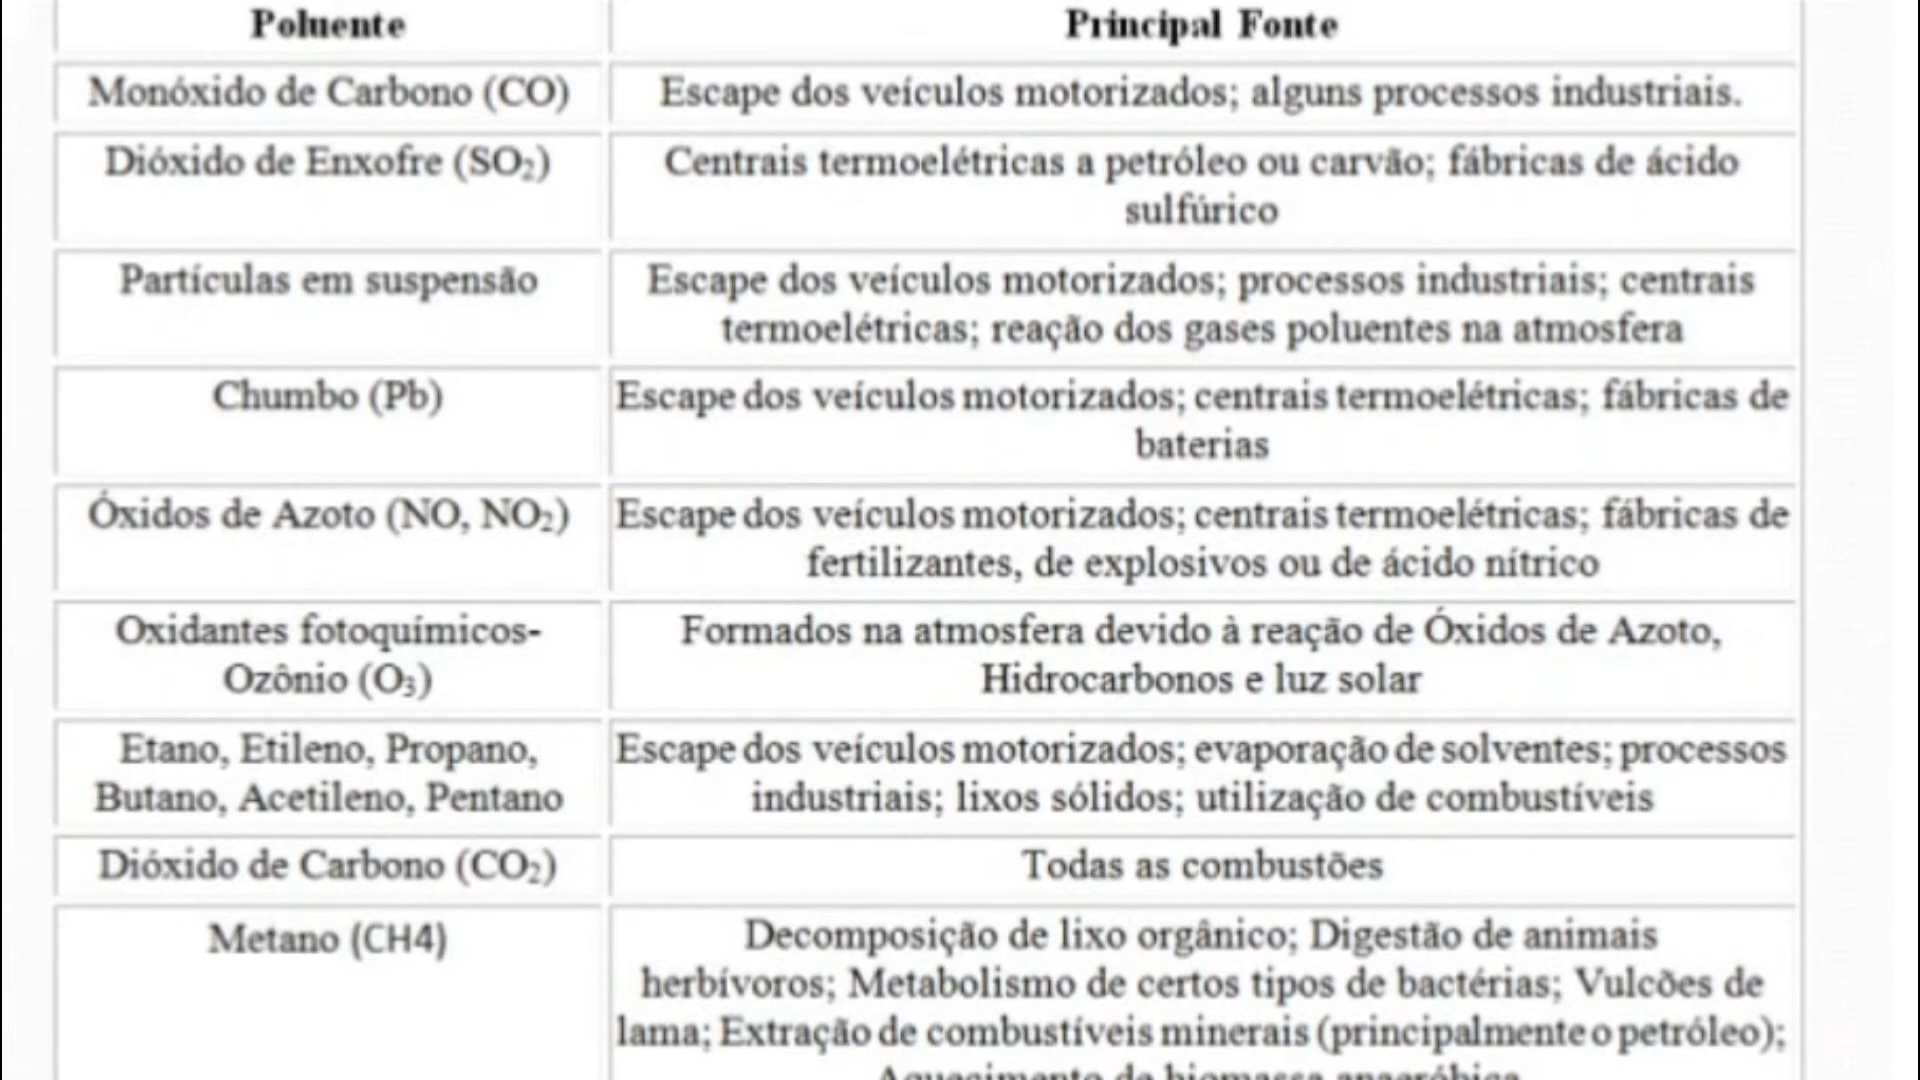 Poluente
Principal Fonte
Monóxido de Carbono (CO)
Escape dos veículos motorizados; alguns processos industriais.
Dióxido de Enxofre (SO₂)
Centrais termoelétricas a petróleo ou carvão; fábricas de ácido
sulfúrico
Partículas em suspensão
Escape dos veículos motorizados; processos industriais; centrais
termoelétricas; reação dos gases poluentes na atmosfera
Chumbo (Pb)
Escape dos veículos motorizados; centrais termoelétricas; fábricas de
baterias
Óxidos de Azoto (NO, NO₂)
Escape dos veículos motorizados; centrais termoelétricas; fábricas de
fertilizantes, de explosivos ou de ácido nítrico
Oxidantes fotoquímicos-
Ozônio (O₃)
Formados na atmosfera devido à reação de Óxidos de Azoto,
Hidrocarbonos e luz solar
Etano, Etileno, Propano,
Butano, Acetileno, Pentano
Escape dos veículos motorizados; evaporação de solventes; processos
industriais; lixos sólidos; utilização de combustíveis
Dióxido de Carbono (CO₂)
Todas as combustões
Metano (CH4)
Decomposição de lixo orgânico; Digestão de animais
herbívoros; Metabolismo de certos tipos de bactérias; Vulcões de
lama; Extração de combustíveis minerais (principalmente o petróleo);
Aquecimento de biomassa anaeróbica